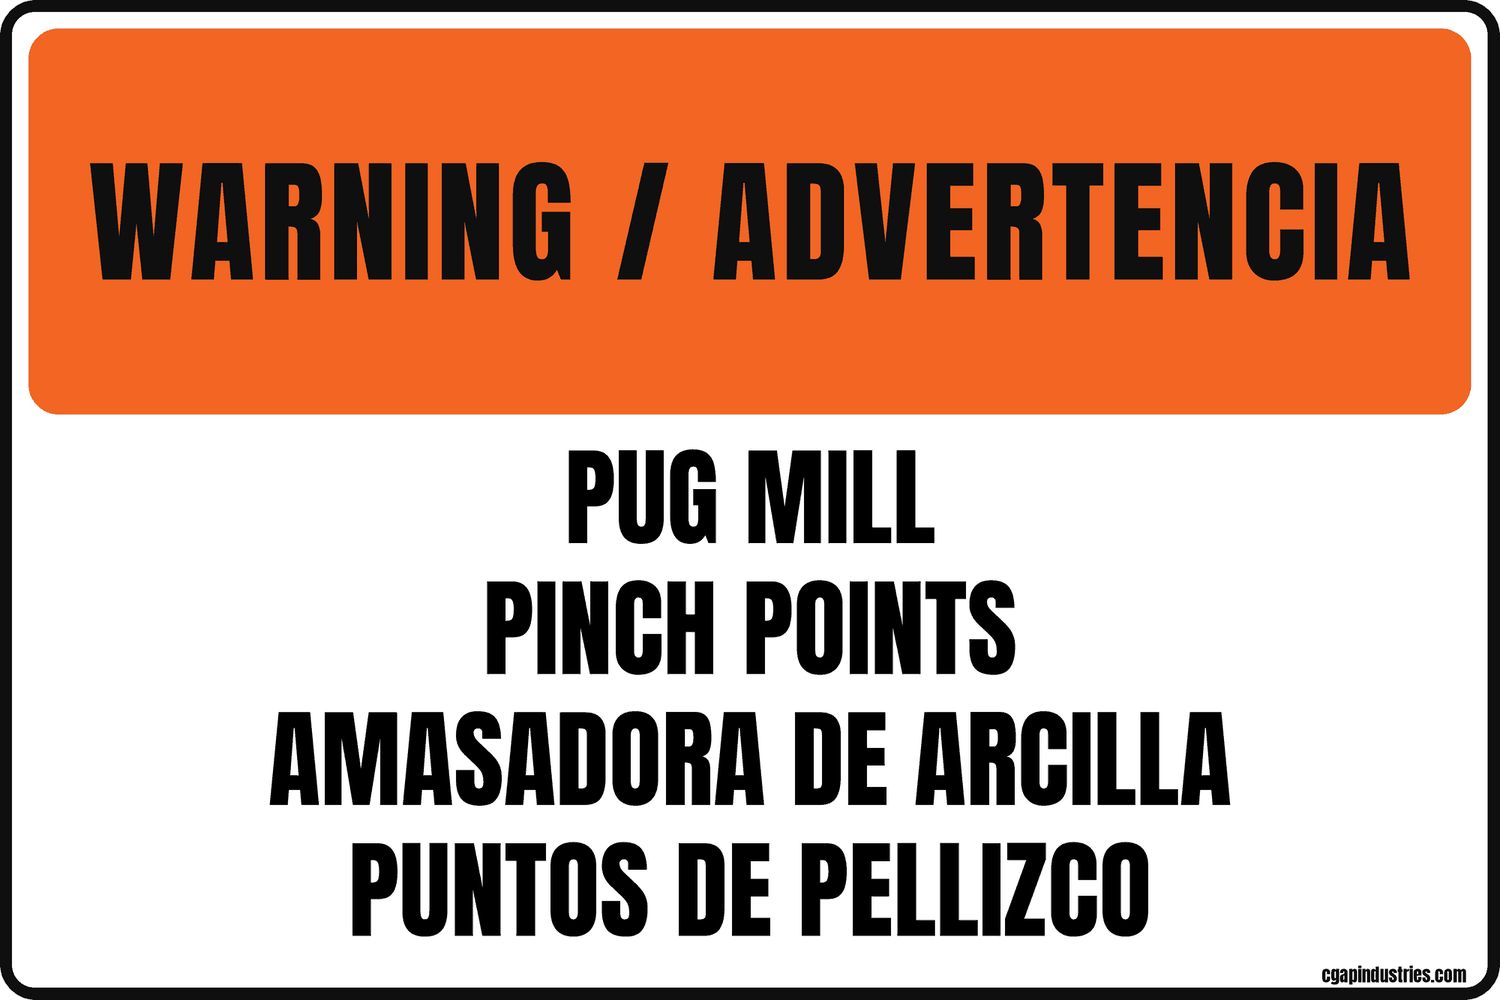 WARNING / ADVERTENCIA
PUG MILL
PINCH POINTS
AMASADORA DE ARCILLA
PUNTOS DE PELLIZCO
cgapindustries.com